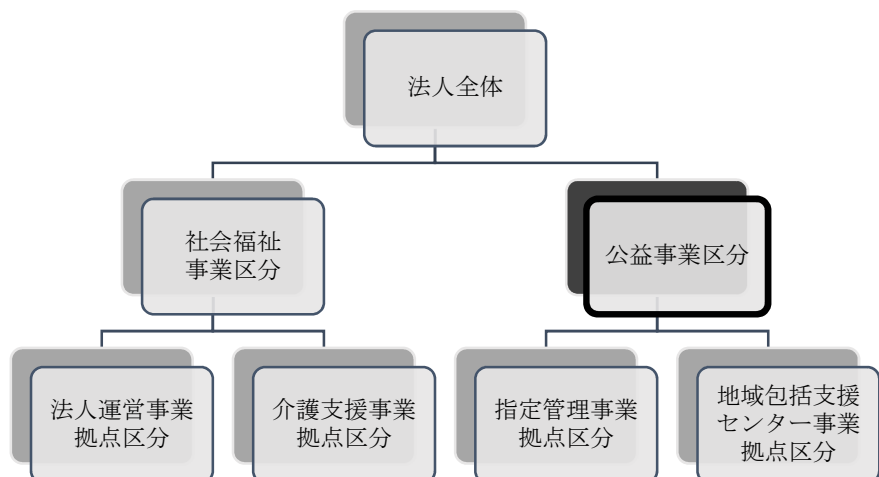 法人全体
社会福祉
事業区分
公益事業区分
法人運営事業
拠点区分
介護支援事業
拠点区分
指定管理事業
拠点区分
地域包括支援
センター事業
拠点区分